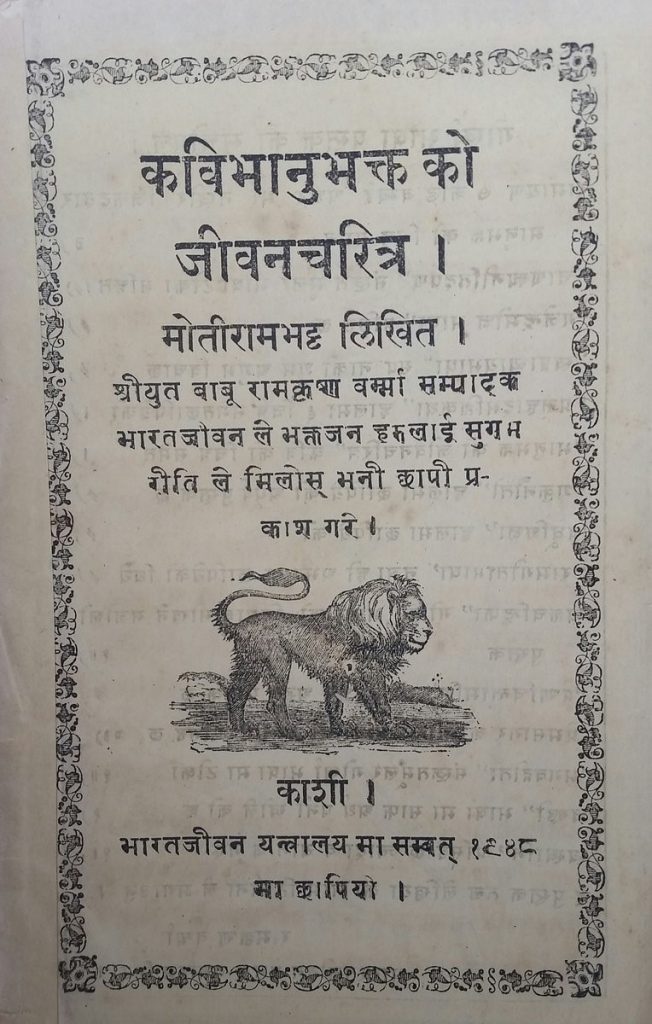 कविभानुभक्त को
जीवनचरित्र ।
मोतीरामभट्ट लिखित ।
श्रीयुत बाबू रामकृष्ण वर्म्मा सम्पादक
भारतजीवन ले भक्तजन हरुलाई सुगम
रीति ले मिलोस् भनी छापी प्र-
काश गरे ।
काशी ।
भारतजीवन यन्त्रालय मा सम्बत् १९४८
मा छापियो ।